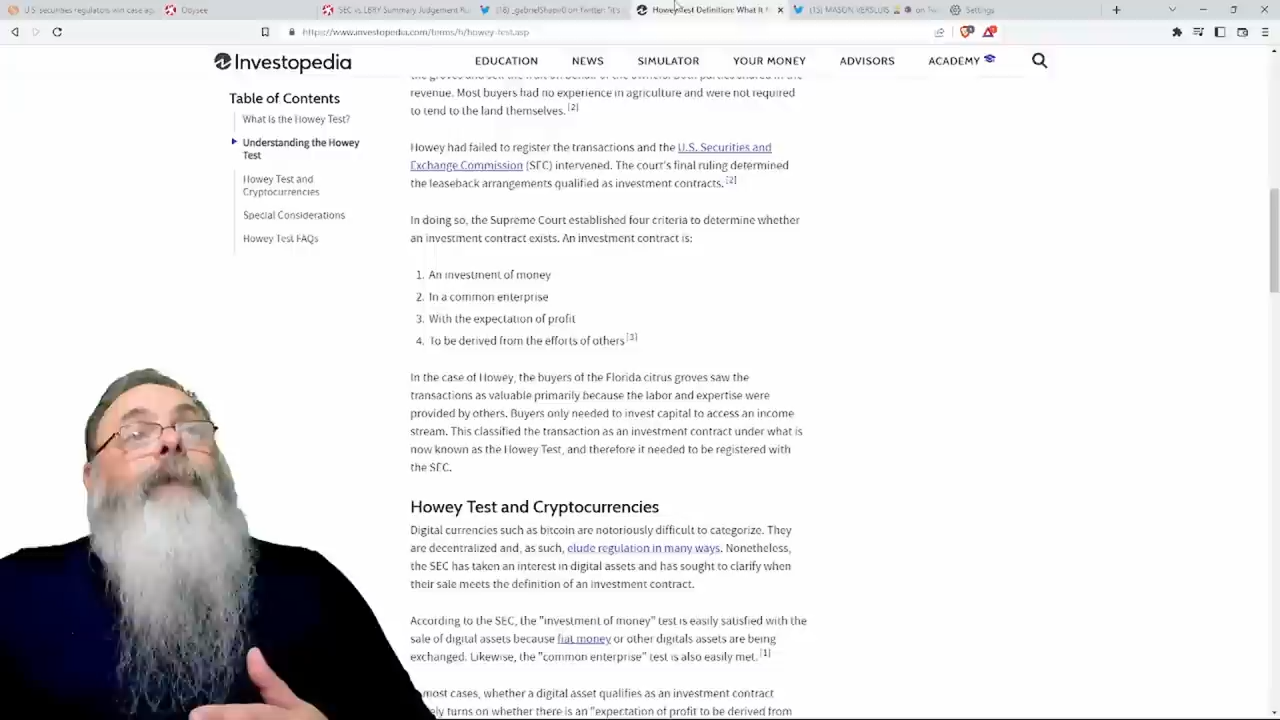 U.S. securities regulators win case ag
Odysee
SEC vs LBRY Summary Judgement Ru
(18) _gabrielShapir0 on Twitter: "It's
Howey Test Definition: What It
(15) MASON VERSLUIS
on Twi
Settings
https://www.investopedia.com/terms/h/howey-test.asp
Investopedia
EDUCATION
NEWS
SIMULATOR
YOUR MONEY
ADVISORS
ACADEMY
Table of Contents
What Is the Howey Test?
Understanding the Howey
Test
Howey Test and
Cryptocurrencies
Special Considerations
Howey Test FAQs
the groves and sell the fruit on behalf of the owners. Both parties shared in the
revenue. Most buyers had no experience in agriculture and were not required
to tend to the land themselves. [2]
Howey had failed to register the transactions and the U.S. Securities and
Exchange Commission (SEC) intervened. The court's final ruling determined
the leaseback arrangements qualified as investment contracts. [2]
In doing so, the Supreme Court established four criteria to determine whether
an investment contract exists. An investment contract is:
1. An investment of money
2. In a common enterprise
3. With the expectation of profit
4. To be derived from the efforts of others [3]
In the case of Howey, the buyers of the Florida citrus groves saw the
transactions as valuable primarily because the labor and expertise were
provided by others. Buyers only needed to invest capital to access an income
stream. This classified the transaction as an investment contract under what is
now known as the Howey Test, and therefore it needed to be registered with
the SEC.
Howey Test and Cryptocurrencies
Digital currencies such as bitcoin are notoriously difficult to categorize. They
are decentralized and, as such, elude regulation in many ways. Nonetheless,
the SEC has taken an interest in digital assets and has sought to clarify when
their sale meets the definition of an investment contract.
According to the SEC, the "investment of money" test is easily satisfied with the
sale of digital assets because fiat money or other digitals assets are being
exchanged. Likewise, the "common enterprise" test is also easily met. [1]
most cases, whether a digital asset qualifies as an investment contract
ely turns on whether there is an "expectation of profit to be derived from